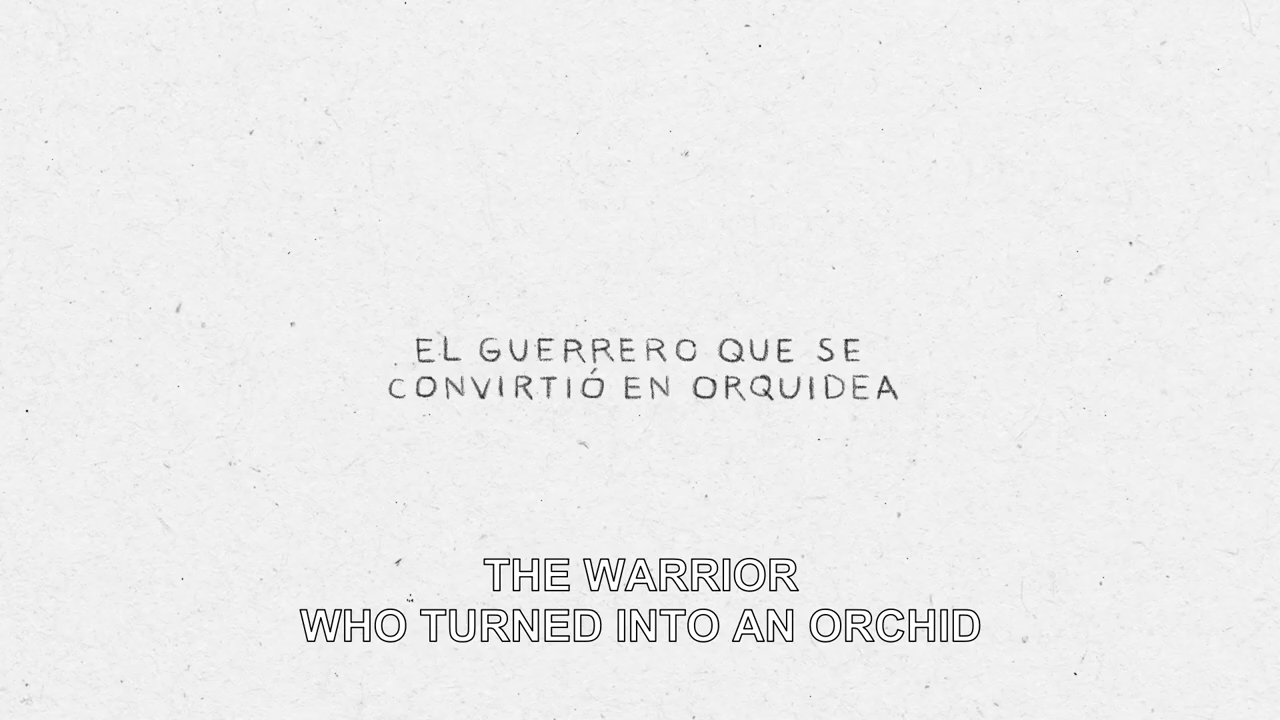 EL GUERRERO QUE SE
CONVIRTIÓ EN ORQUIDEA
THE WARRIOR
WHO TURNED INTO AN ORCHID